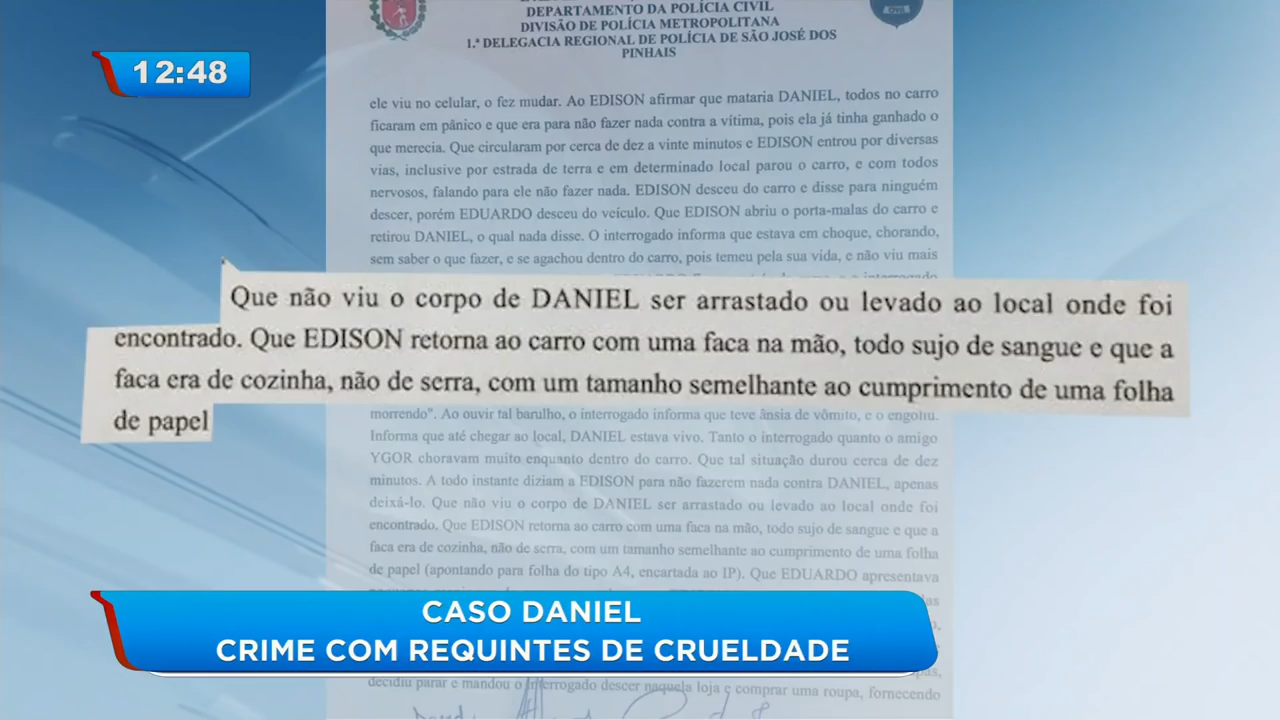 DEPARTAMENTO DA POLÍCIA CIVIL
DIVISÃO DE POLÍCIA METROPOLITANA
1.ª DELEGACIA REGIONAL DE POLÍCIA DE SÃO JOSÉ DOS
PINHAIS
CIVIL
12:48
ele viu no celular, o fez mudar. Ao EDISON afirmar que mataria DANIEL, todos no carro
ficaram em pânico e que era para não fazer nada contra a vítima, pois ela já tinha ganhado o
que merecia. Que circularam por cerca de dez a vinte minutos e EDISON entrou por diversas
vias, inclusive por estrada de terra e em determinado local parou o carro, e com todos
nervosos, falando para ele não fazer nada. EDISON desceu do carro e disse para ninguém
descer, porém EDUARDO desceu do veículo. Que EDISON abriu o porta-malas do carro e
retirou DANIEL, o qual nada disse. O interrogado informa que estava em choque, chorando,
sem saber o que fazer, e se agachou dentro do carro, pois temeu pela sua vida, e não viu mais
Que não viu o corpo de DANIEL ser arrastado ou levado ao local onde foi
encontrado. Que EDISON retorna ao carro com uma faca na mão, todo sujo de sangue e que a
faca era de cozinha, não de serra, com um tamanho semelhante ao cumprimento de uma folha
de papel
morrendo". Ao ouvir tal barulho, o interrogado informa que teve ânsia de vômito, e o engoliu.
Informa que até chegar ao local, DANIEL estava vivo. Tanto o interrogado quanto o amigo
YGOR choravam muito enquanto dentro do carro. Que tal situação durou cerca de dez
minutos. A todo instante diziam a EDISON para não fazerem nada contra DANIEL, apenas
deixá-lo. Que não viu o corpo de DANIEL ser arrastado ou levado ao local onde foi
encontrado. Que EDISON retorna ao carro com uma faca na mão, todo sujo de sangue e que a
faca era de cozinha, não de serra, com um tamanho semelhante ao cumprimento de uma folha
de papel (apontando para folha do tipo A4, encartada ao IP). Que EDUARDO apresentava
CASO DANIEL
CRIME COM REQUINTES DE CRUELDADE
decidiu parar e mandou o interrogado descer naquela loja e comprar uma roupa, fornecendo